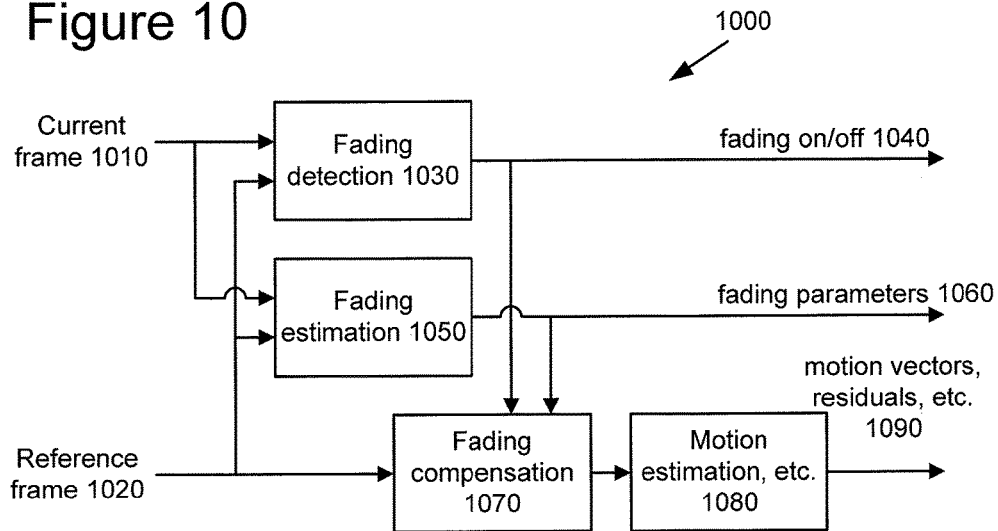 Figure 10
1000
Current
frame 1010
Fading
detection 1030
fading on/off 1040
Fading
estimation 1050
fading parameters 1060
motion vectors,
residuals, etc.
1090
Reference
frame 1020
Fading
compensation
1070
Motion
estimation, etc.
1080